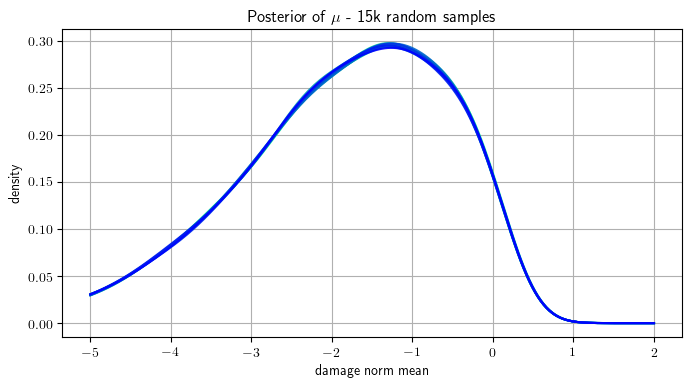 Posterior of μ - 15k random samples
0.30
0.25
0.20
0.15
0.10
0.05
0.00
density
−5 −4 −3 −2 −1 0 1 2
damage norm mean